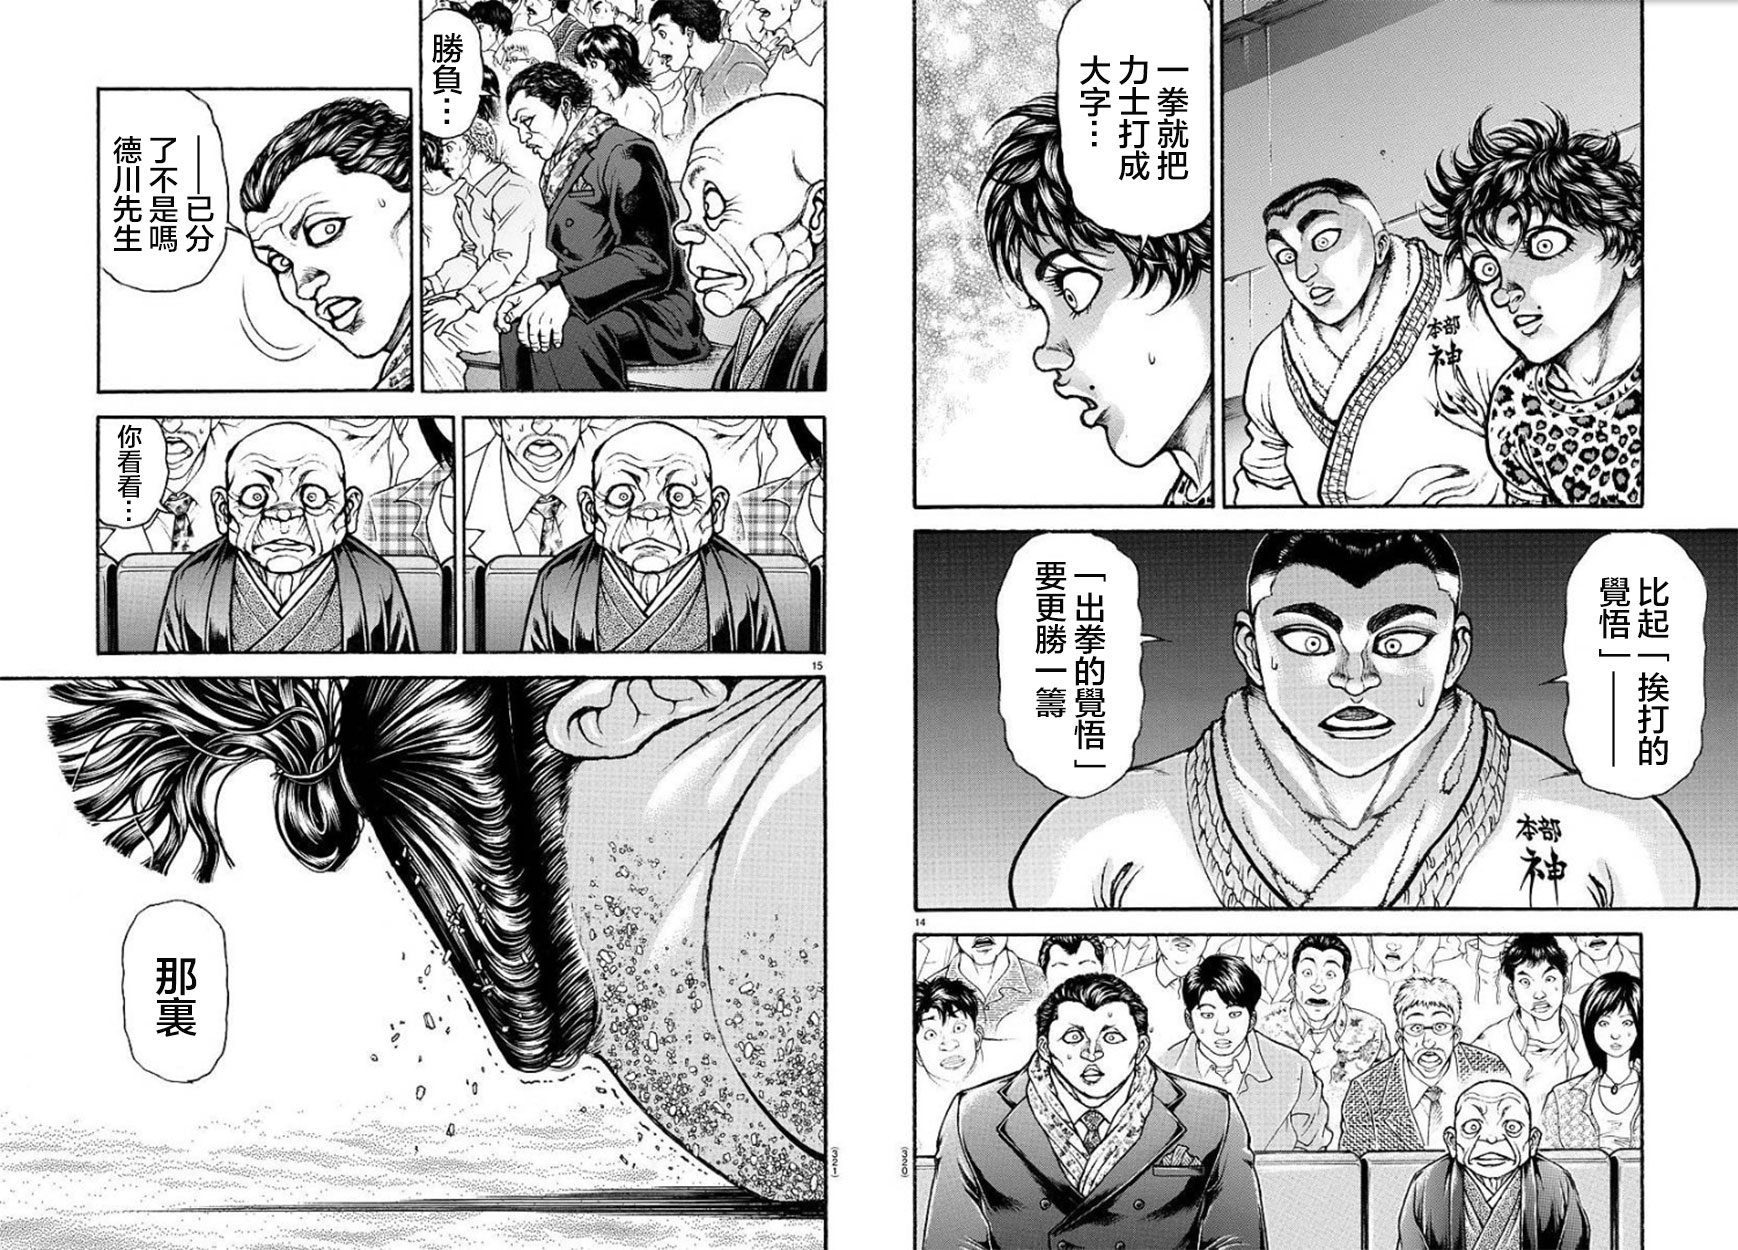 一拳就把
力士打成
大字…
本部
神
比起「挨打的
覺悟」——
「出拳的覺悟」
要更勝一籌
本部
神
14
(320)
勝負…
——已分
了不是嗎
德川先生
你看看…
15
那裏
(321)